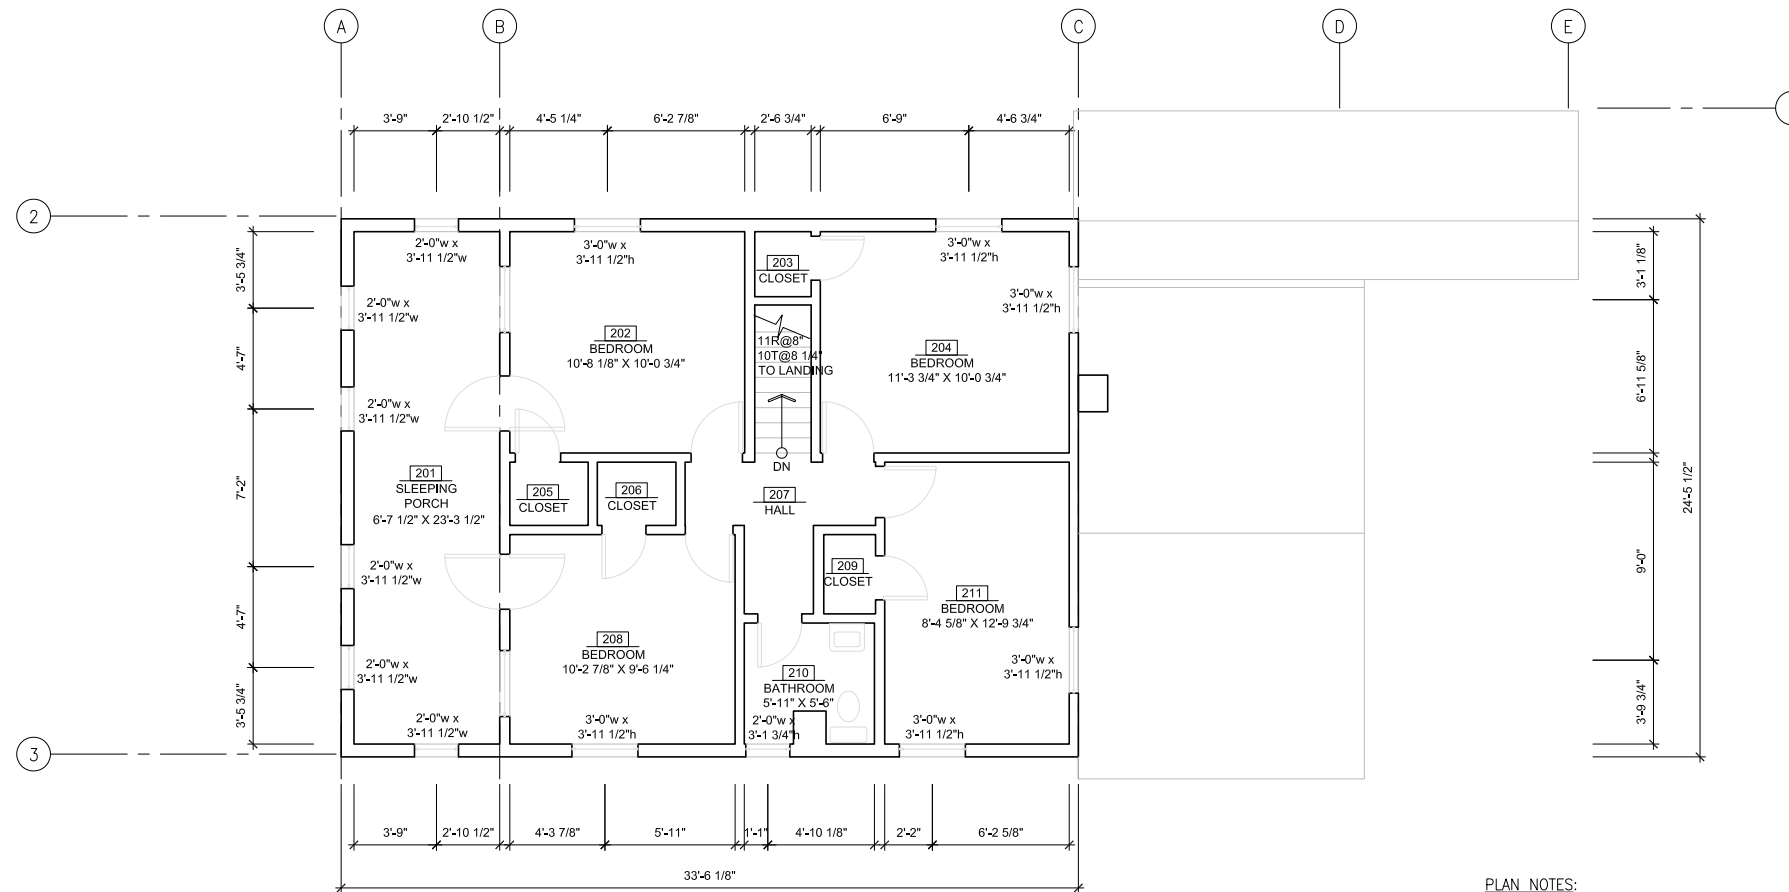 A
B
C
D
E
3'-9"
2'-10 1/2"
4'-5 1/4"
6'-2 7/8"
2'-6 3/4"
6'-9"
4'-6 3/4"
2
3
3'-5 3/4"
4'-7"
7'-2"
4'-7"
3'-5 3/4"
2'-0"w x
3'-11 1/2"w
3'-0"w x
3'-11 1/2"h
203
CLOSET
3'-0"w x
3'-11 1/2"h
2'-0"w x
3'-11 1/2"w
3'-0"w x
3'-11 1/2"h
202
BEDROOM
10'-8 1/8" X 10'-0 3/4"
11R@8"
10T@8 1/4"
TO LANDING
204
BEDROOM
11'-3 3/4" X 10'-0 3/4"
2'-0"w x
3'-11 1/2"w
DN
201
SLEEPING
PORCH
6'-7 1/2" X 23'-3 1/2"
205
CLOSET
206
CLOSET
207
HALL
2'-0"w x
3'-11 1/2"w
209
CLOSET
211
BEDROOM
8'-4 5/8" X 12'-9 3/4"
208
BEDROOM
10'-2 7/8" X 9'-6 1/4"
2'-0"w x
3'-11 1/2"w
3'-0"w x
3'-11 1/2"h
210
BATHROOM
5'-11" X 5'-6"
2'-0"w x
3'-11 1/2"w
3'-0"w x
3'-11 1/2"h
2'-0"w x
3'-1 3/4"h
3'-0"w x
3'-11 1/2"h
3'-1 1/8"
6'-11 5/8"
9'-0"
3'-9 3/4"
24'-5 1/2"
3'-9"
2'-10 1/2"
4'-3 7/8"
5'-11"
1'-1"
4'-10 1/8"
2'-2"
6'-2 5/8"
33'-6 1/8"
PLAN NOTES: